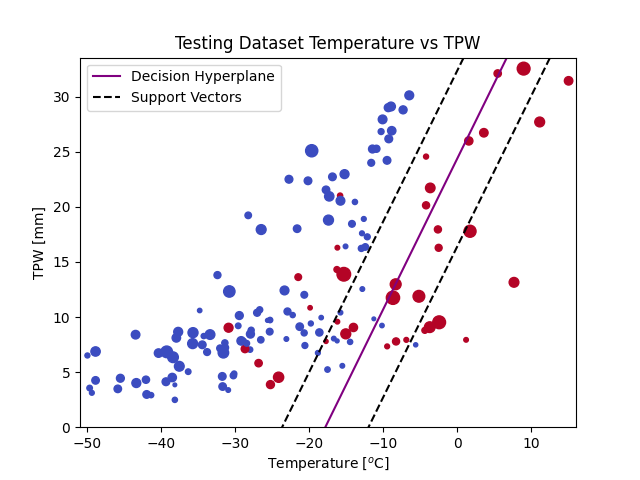 Testing Dataset Temperature vs TPW
Decision Hyperplane
Support Vectors
TPW [mm]
30
25
20
15
10
5
0
-50 -40 -30 -20 -10 0 10
Temperature [°C]